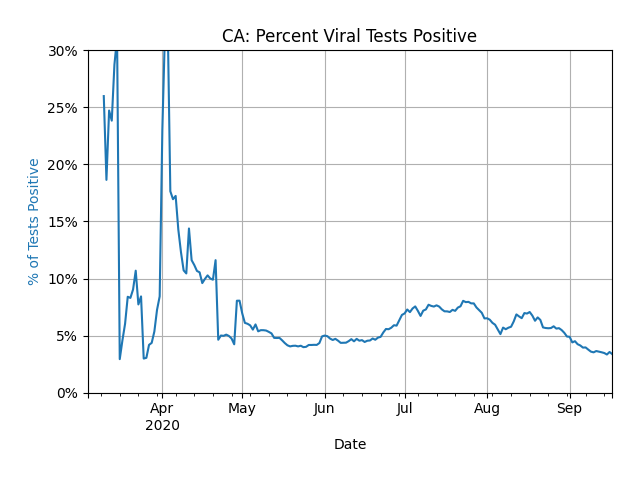 CA: Percent Viral Tests Positive
30%
25%
20%
15%
10%
5%
0%
% of Tests Positive
Apr
2020
May
Jun
Jul
Aug
Sep
Date